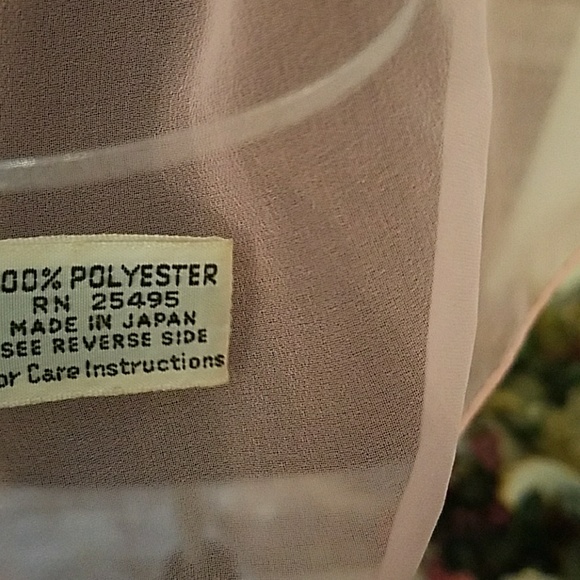 00% POLYESTER
RN 25495
MADE IN JAPAN
SEE REVERSE SIDE
or Care Instructions